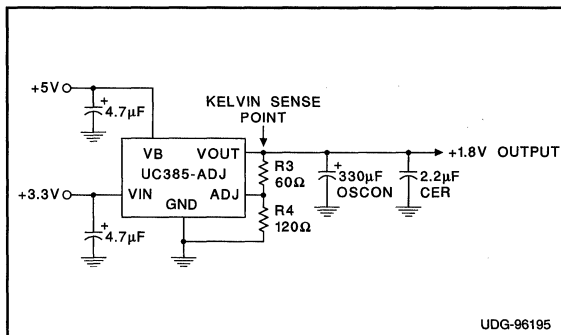 +5V
+
4.7µF
KELVIN SENSE
POINT
VB VOUT
UC385-ADJ
+3.3V
VIN ADJ
GND
+
4.7µF
R3
60Ω
R4
120Ω
+
330µF
OSCON
2.2µF
CER
+1.8V OUTPUT
UDG-96195